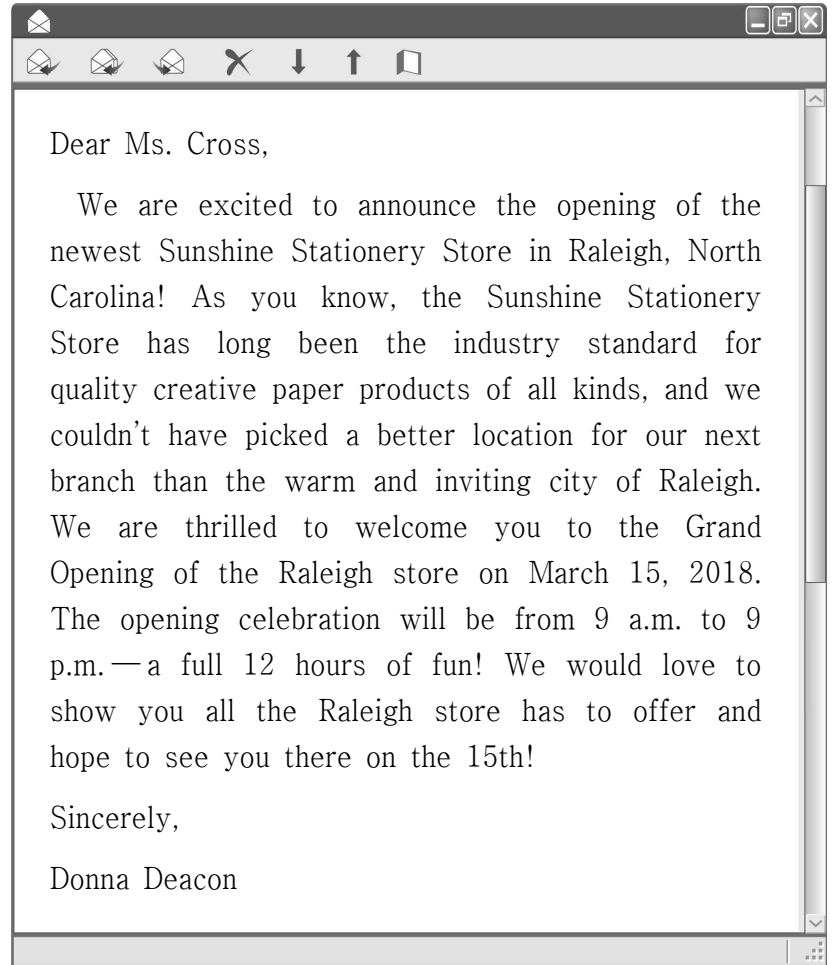 Dear Ms. Cross,
We are excited to announce the opening of the
newest Sunshine Stationery Store in Raleigh, North
Carolina! As you know, the Sunshine Stationery
Store has long been the industry standard for
quality creative paper products of all kinds, and we
couldn't have picked a better location for our next
branch than the warm and inviting city of Raleigh.
We are thrilled to welcome you to the Grand
Opening of the Raleigh store on March 15, 2018.
The opening celebration will be from 9 a.m. to 9
p.m. — a full 12 hours of fun! We would love to
show you all the Raleigh store has to offer and
hope to see you there on the 15th!
Sincerely,
Donna Deacon